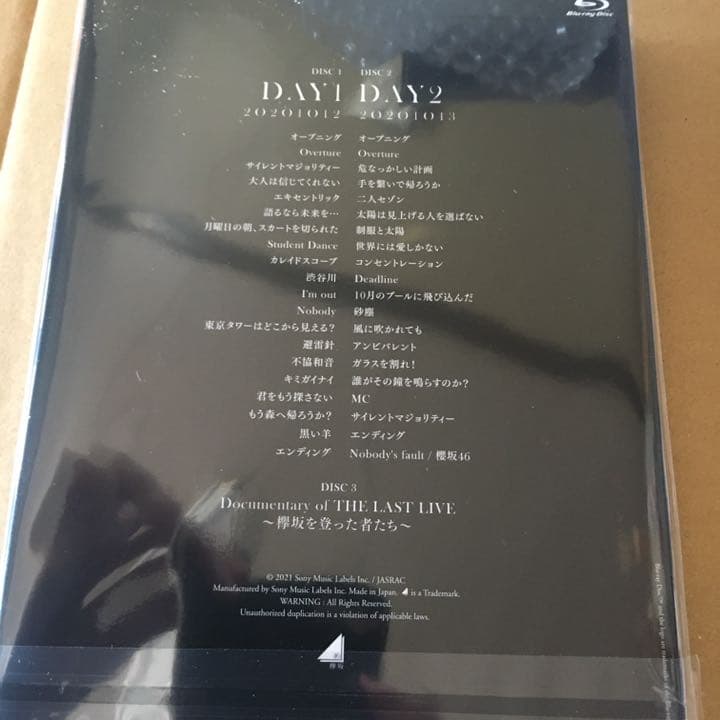 Blu-ray Disc
DISC 1 DISC 2
DAY1 DAY2
20201012 20201013
オープニング オープニング
Overture Overture
サイレントマジョリティー 危なっかしい計画
大人は信じてくれない 手を繋いで帰ろうか
エキセントリック 二人セゾン
語るなら未来を… 太陽は見上げる人を選ばない
月曜日の朝、スカートを切られた 制服と太陽
Student Dance 世界には愛しかない
カレイドスコープ コンセントレーション
渋谷川 Deadline
I'm out 10月のプールに飛び込んだ
Nobody 砂塵
東京タワーはどこから見える? 風に吹かれても
避雷針 アンビバレント
不協和音 ガラスを割れ!
キミガイナイ 誰がその鐘を鳴らすのか?
君をもう探さない MC
もう森へ帰ろうか? サイレントマジョリティー
黒い羊 エンディング
エンディング Nobody's fault / 櫻坂46
DISC 3
Documentary of THE LAST LIVE
〜欅坂を登った者たち〜
© 2021 Sony Music Labels Inc. / JASRAC
Manufactured by Sony Music Labels Inc. Made in Japan. is a Trademark.
WARNING : All Rights Reserved.
Unauthorized duplication is a violation of applicable laws.
欅坂
Blu-ray Disc™ and the logo are trademarks of